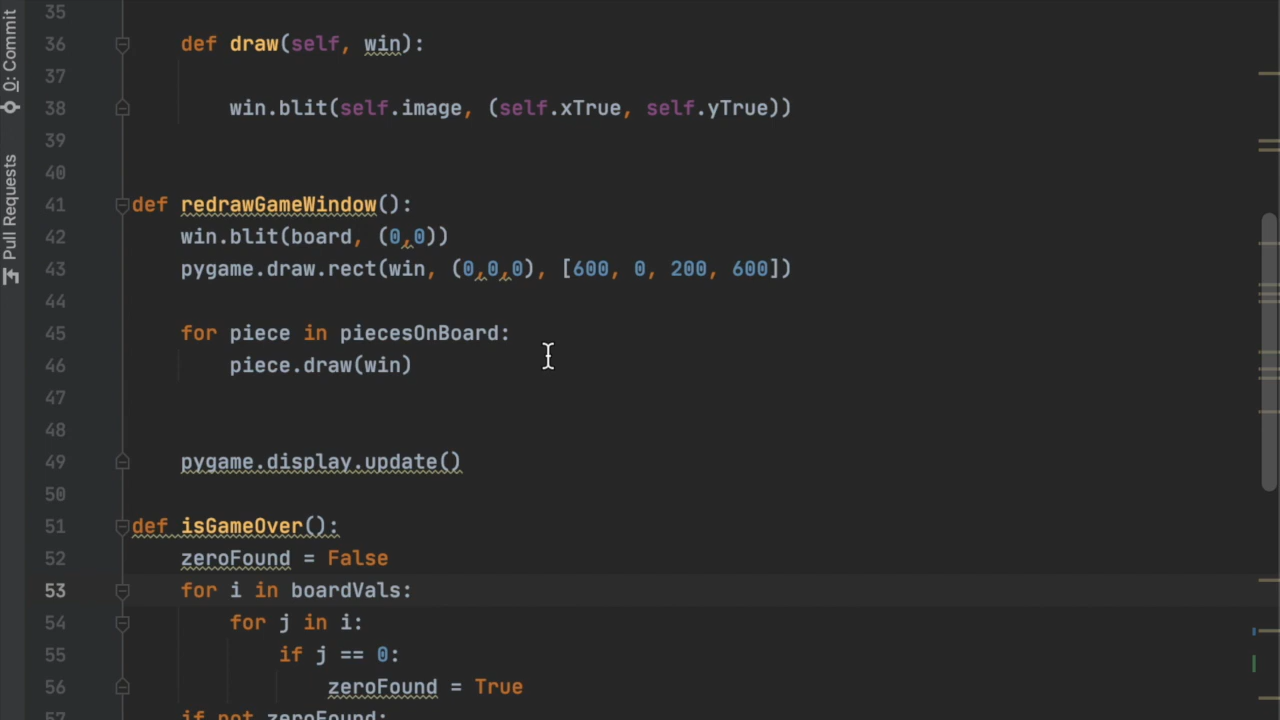 0: Commit
Pull Requests
35
36 def draw(self, win):
37
38 win.blit(self.image, (self.xTrue, self.yTrue))
39
40
41 def redrawGameWindow():
42 win.blit(board, (0,0))
43 pygame.draw.rect(win, (0,0,0), [600, 0, 200, 600])
44
45 for piece in piecesOnBoard:
46 piece.draw(win)
47
48
49 pygame.display.update()
50
51 def isGameOver():
52 zeroFound = False
53 for i in boardVals:
54 for j in i:
55 if j == 0:
56 zeroFound = True
57 if not zeroFound: